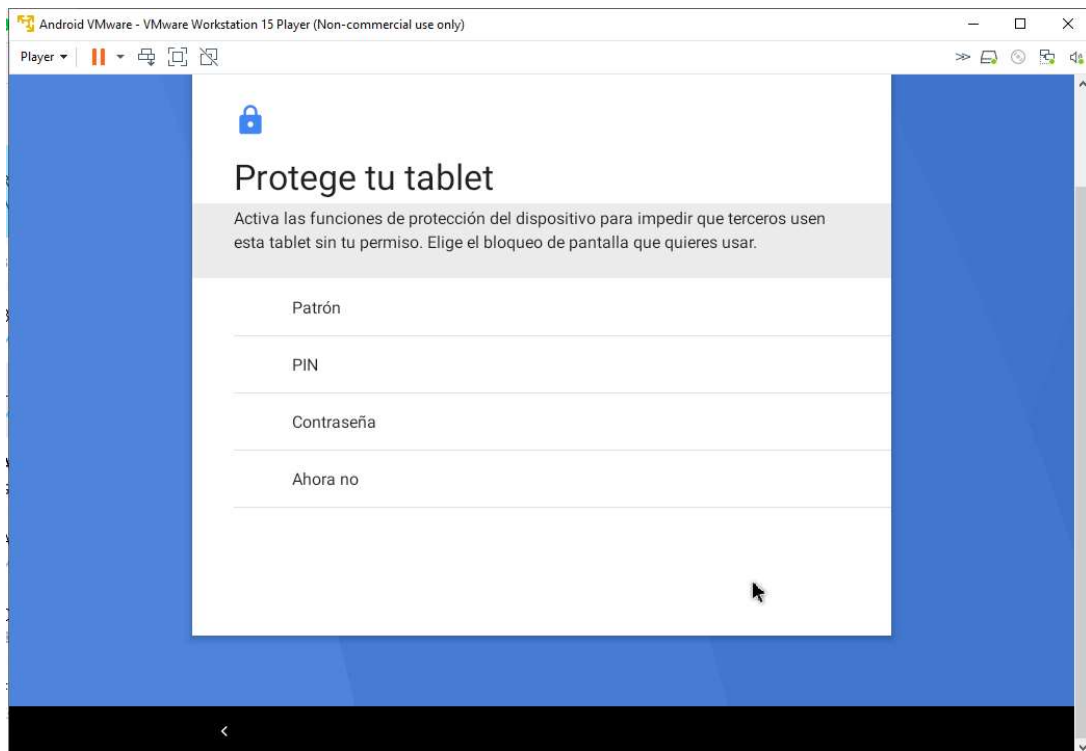 Android VMware - VMware Workstation 15 Player (Non-commercial use only)
Player
Protege tu tablet
Activa las funciones de protección del dispositivo para impedir que terceros usen
esta tablet sin tu permiso. Elige el bloqueo de pantalla que quieres usar.
Patrón
PIN
Contraseña
Ahora no